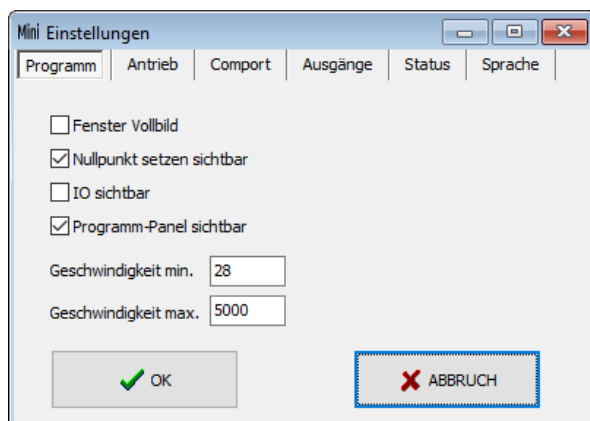 Mini Einstellungen
Programm Antrieb Comport Ausgänge Status Sprache
Fenster Vollbild
Nullpunkt setzen sichtbar
IO sichtbar
Programm-Panel sichtbar
Geschwindigkeit min. 28
Geschwindigkeit max. 5000
OK ABBRUCH